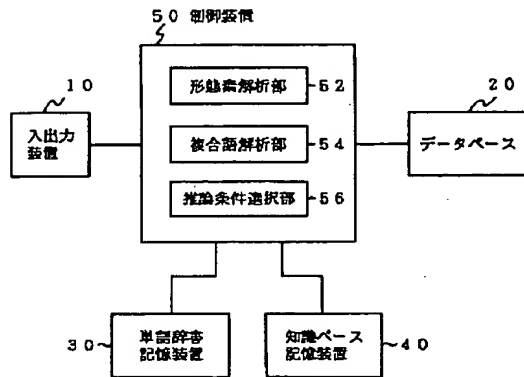 50 制御装置
10
入出力
装置
形態素解析部 52
複合語解析部 54
推論条件選択部 56
20
データベース
30 単語辞書
記憶装置
知識ベース
記憶装置 40